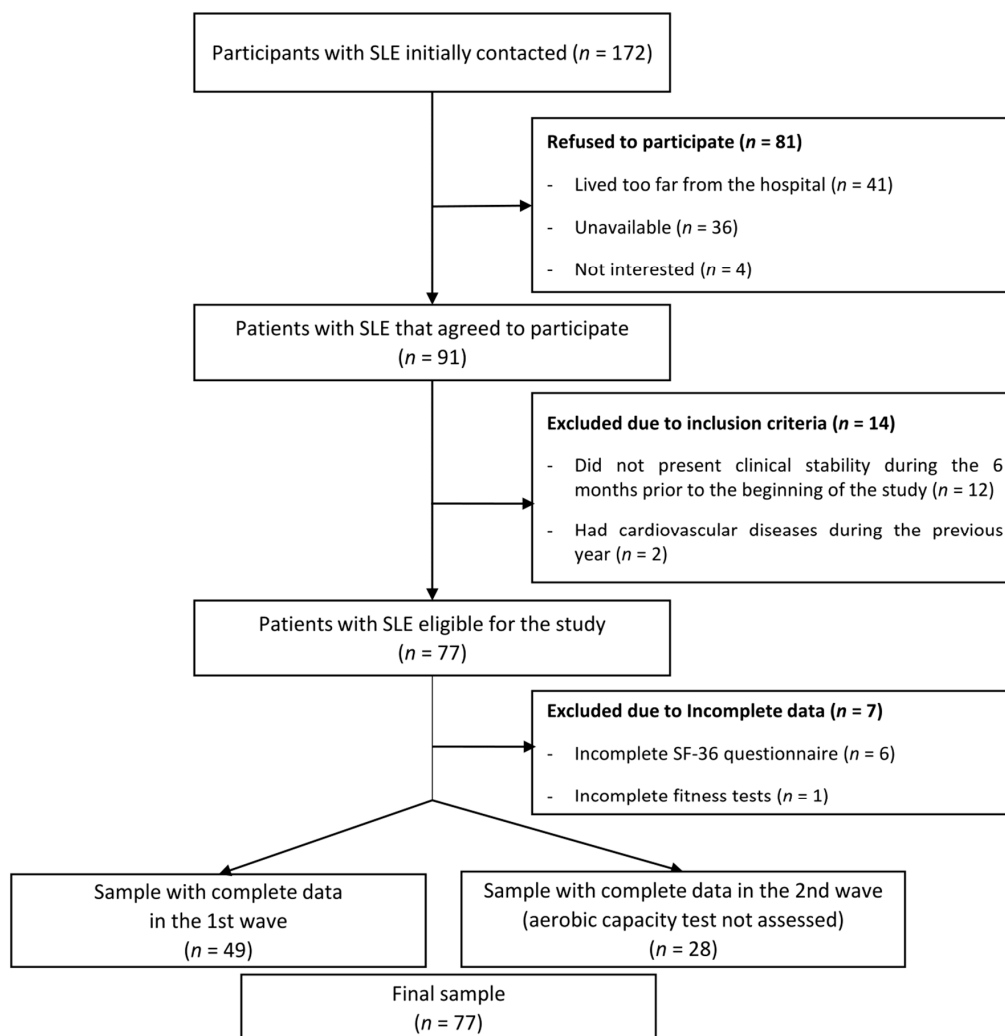 Participants with SLE initially contacted (n = 172)
Refused to participate (n = 81)
- Lived too far from the hospital (n = 41)
- Unavailable (n = 36)
- Not interested (n = 4)
Patients with SLE that agreed to participate
(n = 91)
Excluded due to inclusion criteria (n = 14)
- Did not present clinical stability during the 6
months prior to the beginning of the study (n = 12)
- Had cardiovascular diseases during the previous
year (n = 2)
Patients with SLE eligible for the study
(n = 77)
Excluded due to Incomplete data (n = 7)
- Incomplete SF-36 questionnaire (n = 6)
- Incomplete fitness tests (n = 1)
Sample with complete data
in the 1st wave
(n = 49)
Sample with complete data in the 2nd wave
(aerobic capacity test not assessed)
(n = 28)
Final sample
(n = 77)